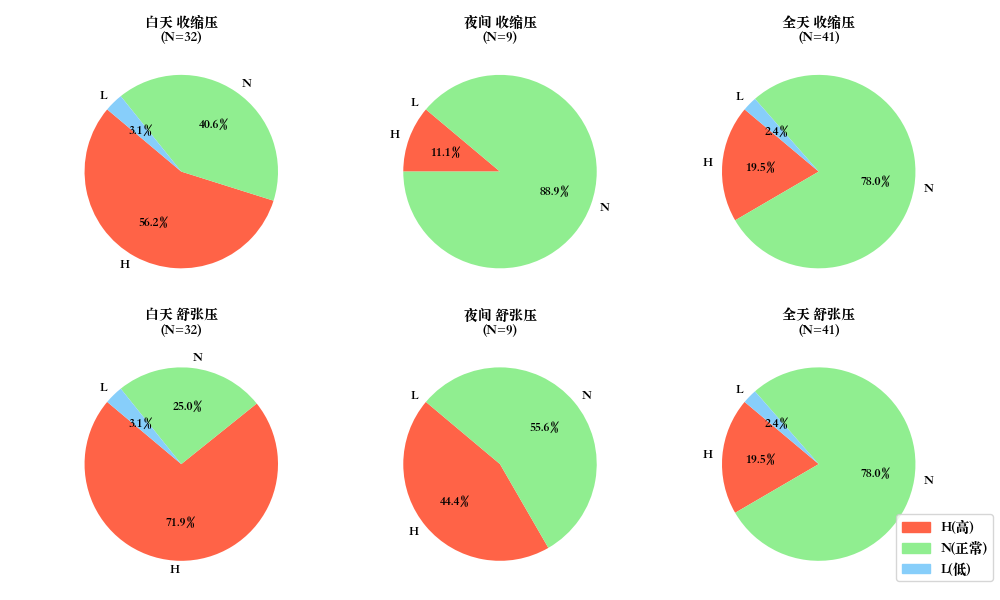 白天 收缩压
(N=32)
L
N
3.1%
40.6%
56.2%
H
夜间 收缩压
(N=9)
L
H
11.1%
88.9%
N
全天 收缩压
(N=41)
L
2.4%
H
19.5%
78.0%
N
白天 舒张压
(N=32)
N
L
25.0%
3.1%
71.9%
H
夜间 舒张压
(N=9)
L
N
55.6%
44.4%
H
全天 舒张压
(N=41)
L
2.4%
H
19.5%
78.0%
N
H(高)
N(正常)
L(低)